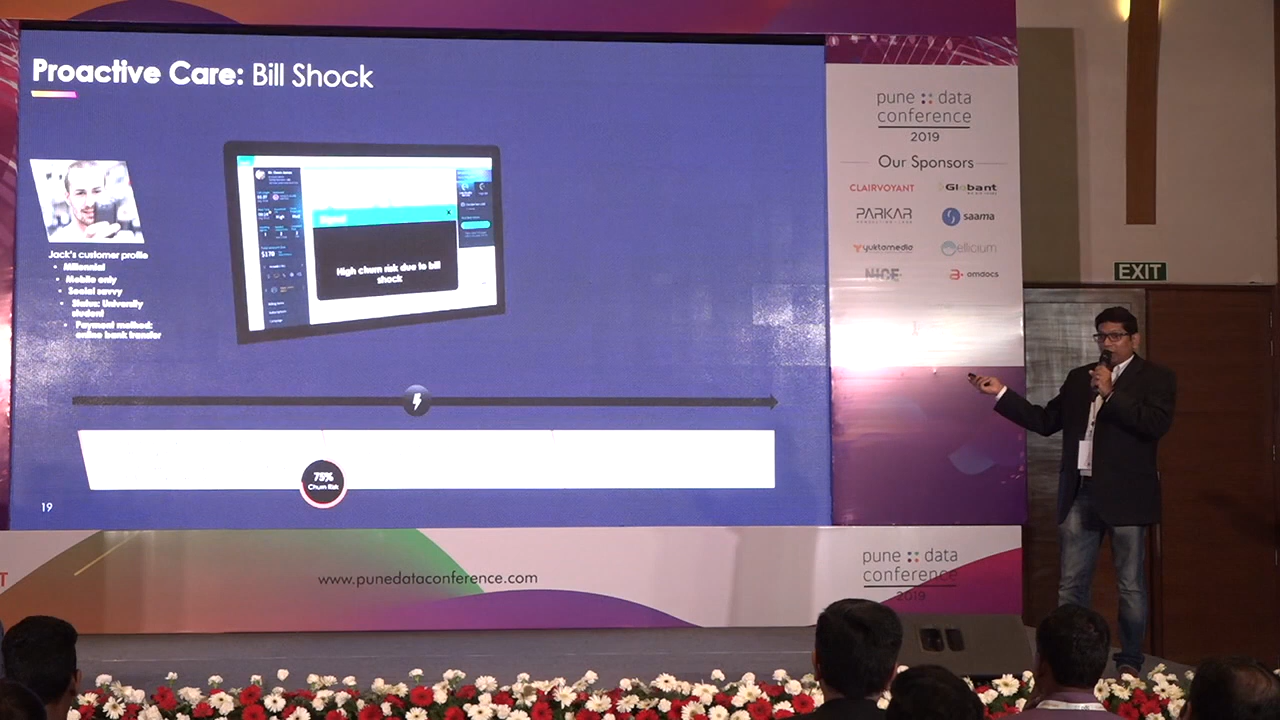 Proactive Care: Bill Shock
Jack's customer profile
• Millennial
• Mobile only
• Social savvy
• Status: University
student
• Payment method:
online bank transfer
$170
High churn risk due to bill
shock
75%
Churn Risk
19
pune data
conference
2019
Our Sponsors
CLAIRVOYANT
Globant
PARKAR
saama
yuktamedia
ellicium
NICE
amdocs
EXIT
www.punedataconference.com
pune data
conference
2019
T